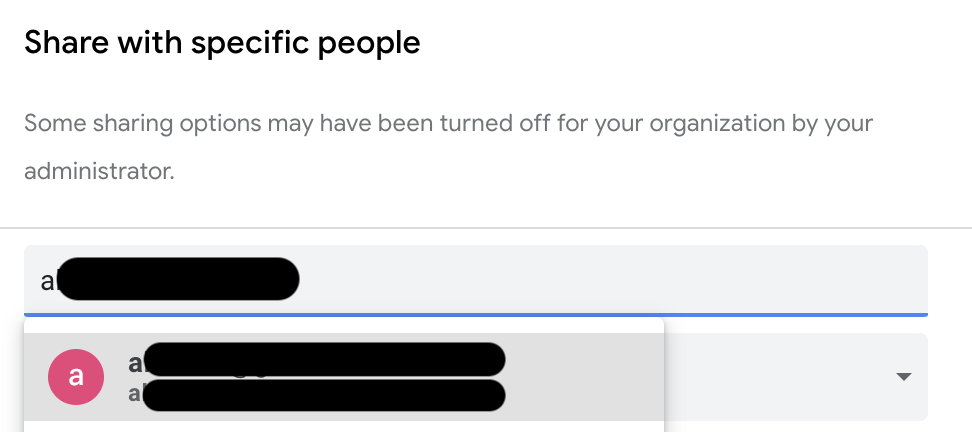 Share with specific people
Some sharing options may have been turned off for your organization by your
administrator.
a
a
a
a